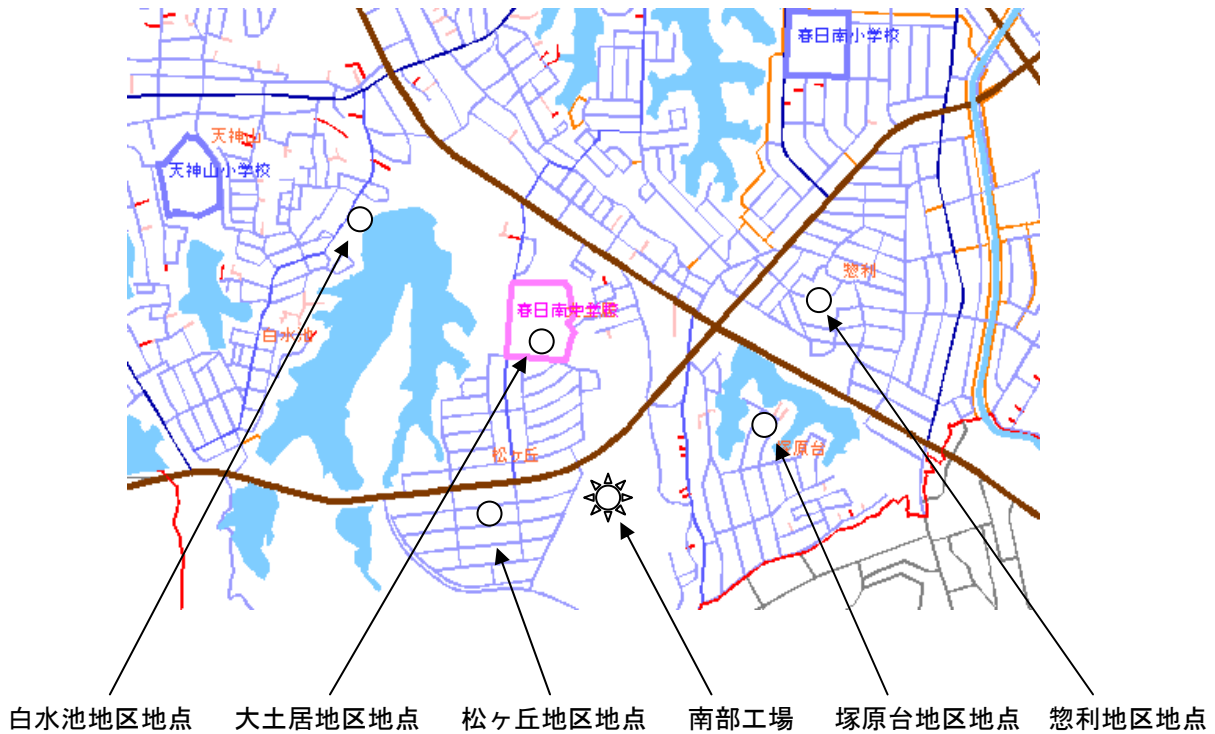 春日南小学校
天神山
天神山小学校
惣利
春日南中学校
白水池
松ヶ丘
塚原台
白水池地区地点
大土居地区地点
松ヶ丘地区地点
南部工場
塚原台地区地点
惣利地区地点